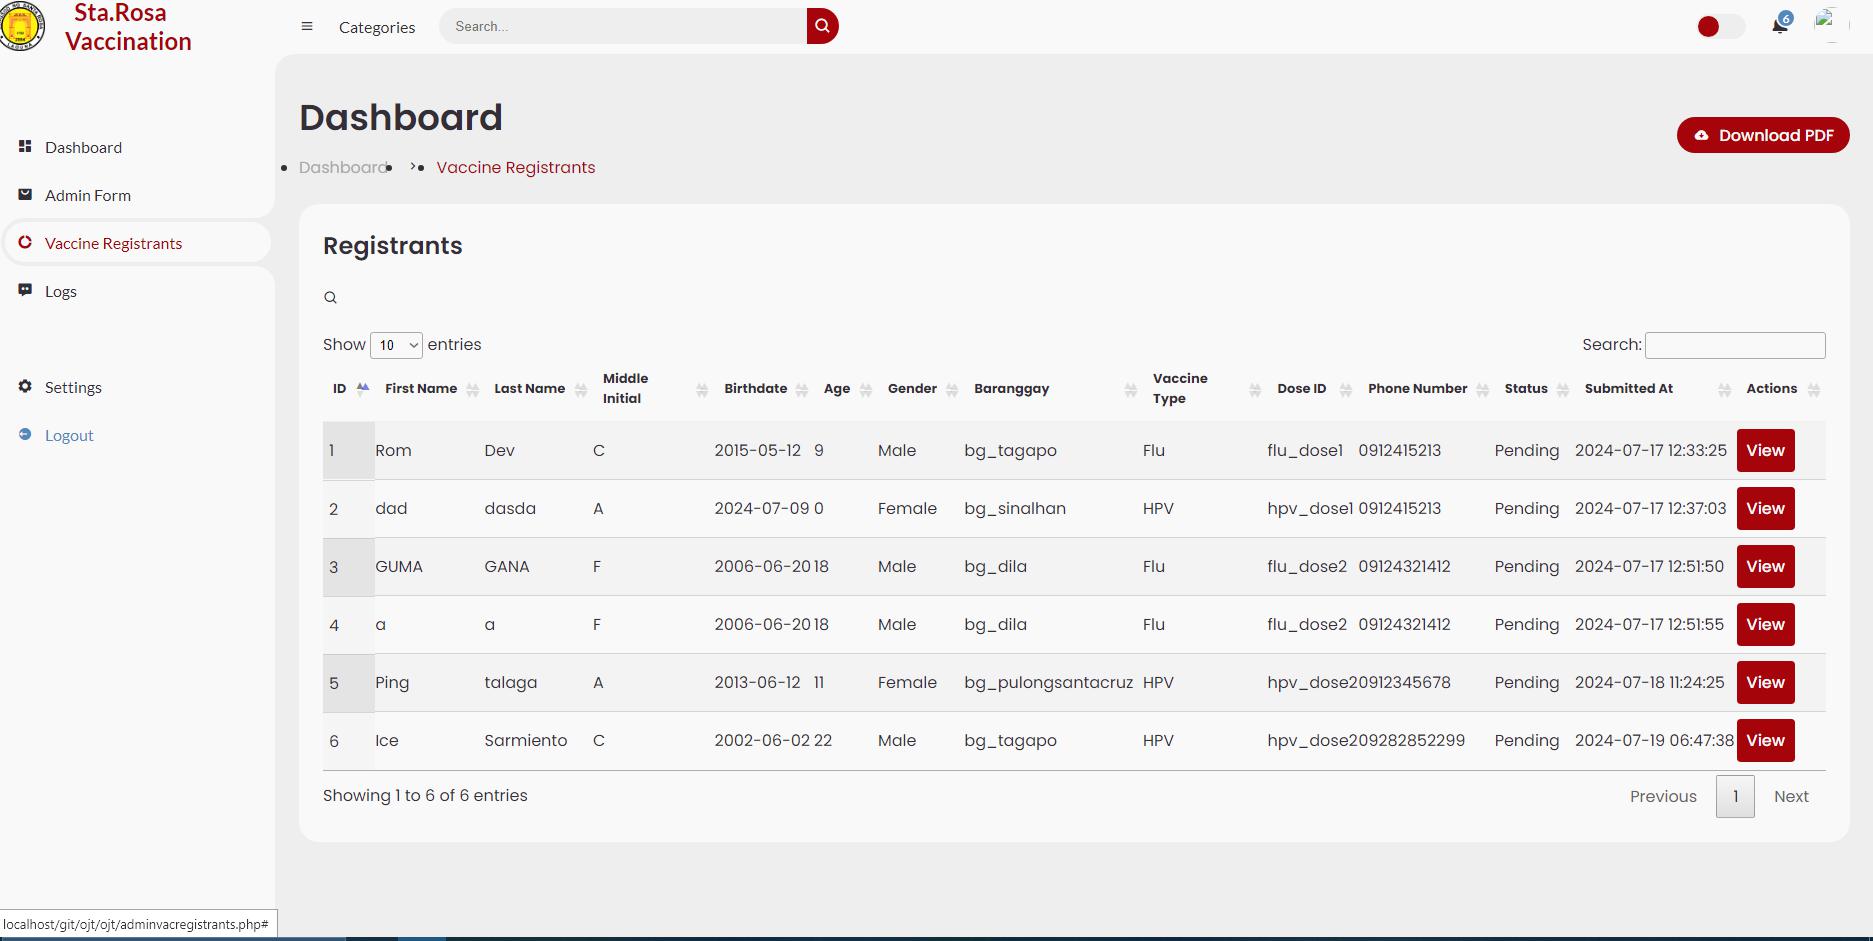 Sta.Rosa
Vaccination
Categories
Search...
6
Dashboard
Admin Form
Vaccine Registrants
Logs
Settings
Logout
Dashboard
Dashboard > Vaccine Registrants
Download PDF
Registrants
Show 10 entries
Search:
ID First Name Last Name Middle Initial Birthdate Age Gender Baranggay Vaccine Type Dose ID Phone Number Status Submitted At Actions
1 Rom Dev C 2015-05-12 9 Male bg_tagapo Flu flu_dose1 0912415213 Pending 2024-07-17 12:33:25 View
2 dad dasda A 2024-07-09 0 Female bg_sinalhan HPV hpv_dose1 0912415213 Pending 2024-07-17 12:37:03 View
3 GUMA GANA F 2006-06-20 18 Male bg_dila Flu flu_dose2 09124321412 Pending 2024-07-17 12:51:50 View
4 a a F 2006-06-20 18 Male bg_dila Flu flu_dose2 09124321412 Pending 2024-07-17 12:51:55 View
5 Ping talaga A 2013-06-12 11 Female bg_pulongsantacruz HPV hpv_dose2 0912345678 Pending 2024-07-18 11:24:25 View
6 Ice Sarmiento C 2002-06-02 22 Male bg_tagapo HPV hpv_dose2 09282852299 Pending 2024-07-19 06:47:38 View
Showing 1 to 6 of 6 entries
Previous 1 Next
localhost/git/ojt/ojt/adminvacregistrants.php#